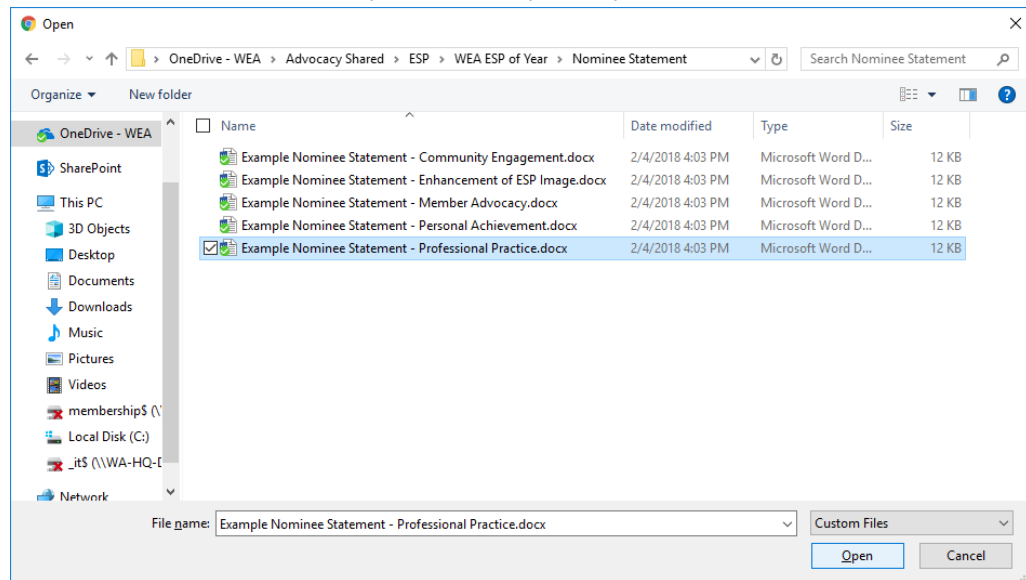 Open
OneDrive - WEA > Advocacy Shared > ESP > WEA ESP of Year > Nominee Statement
Search Nominee Statement
Organize
New folder
Name
Date modified
Type
Size
OneDrive - WEA
SharePoint
This PC
3D Objects
Desktop
Documents
Downloads
Music
Pictures
Videos
membership$ (\'
Local Disk (C:)
_it$ (\\WA-HQ-D
Network
Example Nominee Statement - Community Engagement.docx 2/4/2018 4:03 PM Microsoft Word D... 12 KB
Example Nominee Statement - Enhancement of ESP Image.docx 2/4/2018 4:03 PM Microsoft Word D... 12 KB
Example Nominee Statement - Member Advocacy.docx 2/4/2018 4:03 PM Microsoft Word D... 12 KB
Example Nominee Statement - Personal Achievement.docx 2/4/2018 4:03 PM Microsoft Word D... 12 KB
Example Nominee Statement - Professional Practice.docx 2/4/2018 4:03 PM Microsoft Word D... 12 KB
File name: Example Nominee Statement - Professional Practice.docx
Custom Files
Open
Cancel